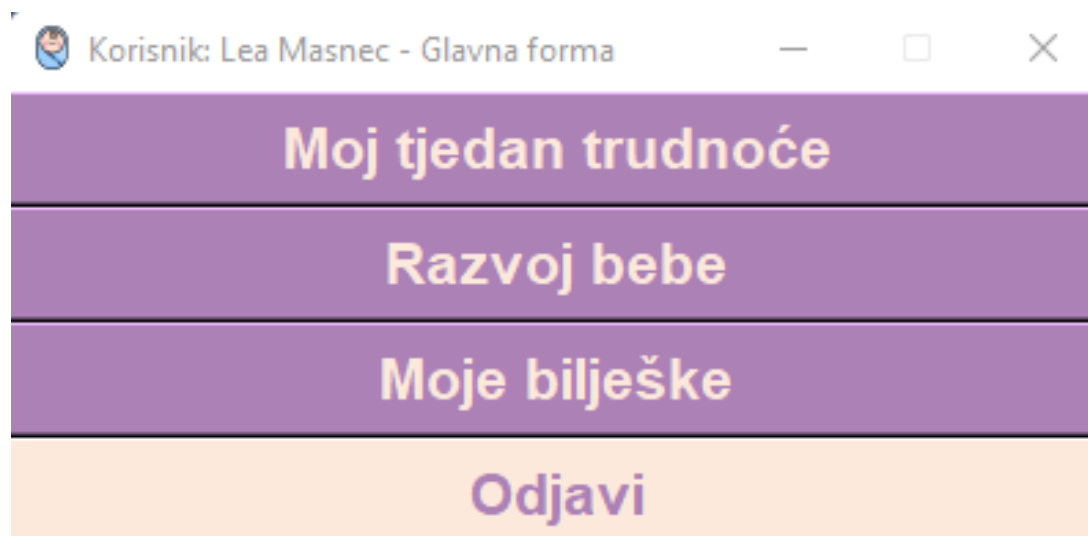 Korisnik: Lea Masnec - Glavna forma
Moj tjedan trudnoće
Razvoj bebe
Moje bilješke
Odjavi